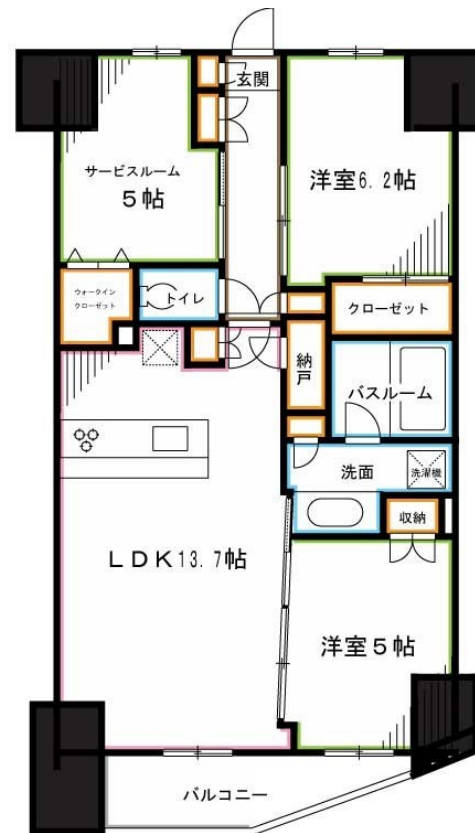 玄関
サービスルーム
5帖
洋室6.2帖
ウォークイン
クローゼット
トイレ
クローゼット
納戸
バスルーム
洗面
洗濯機
収納
LDK13.7帖
洋室5帖
バルコニー